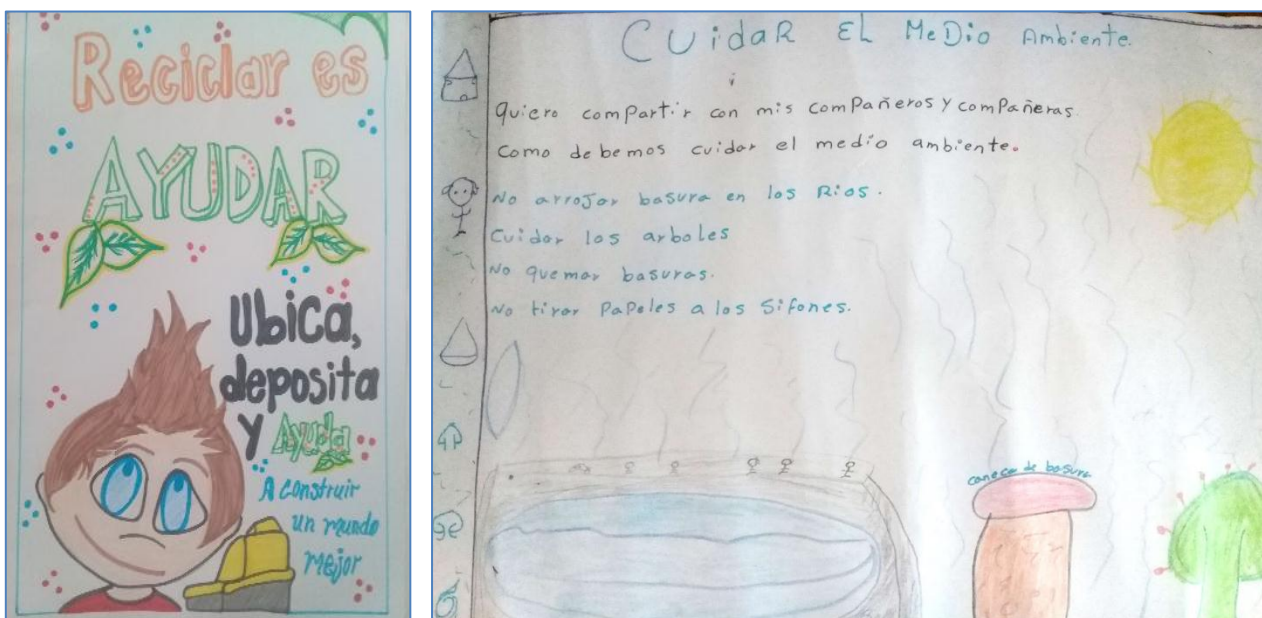 Reciclar es
AYUDAR
Ubica,
deposita
Y Ayuda
A construir
un mundo
mejor
CUidaR EL MeDio Ambiente.
Quiero comPartir con mis comPañeros y comPañeras
Como debemos cuidar el medio ambiente.
No arrojar basura en los Rios.
Cuidar los arboles
No quemar basuras.
No tirar PaPeles a los Sifones.
caneca de basura